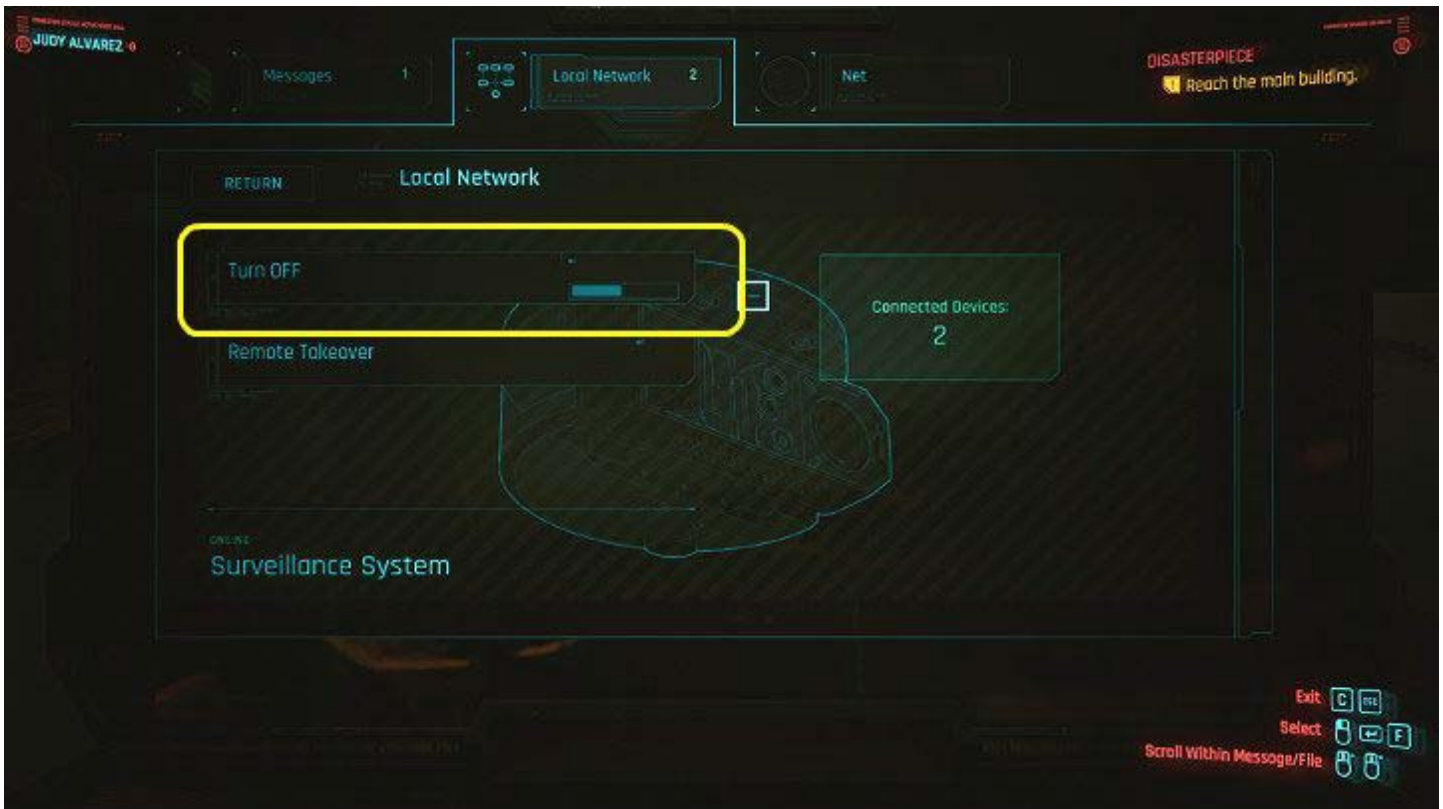 JUDY ALVAREZ
Messages 1
Local Network 2
Net
DISASTERPIECE
Reach the main building.
RETURN
Local Network
Turn OFF
Remote Takeover
Connected Devices:
2
ONLINE
Surveillance System
Exit C ESC
Select F
Scroll Within Message/File